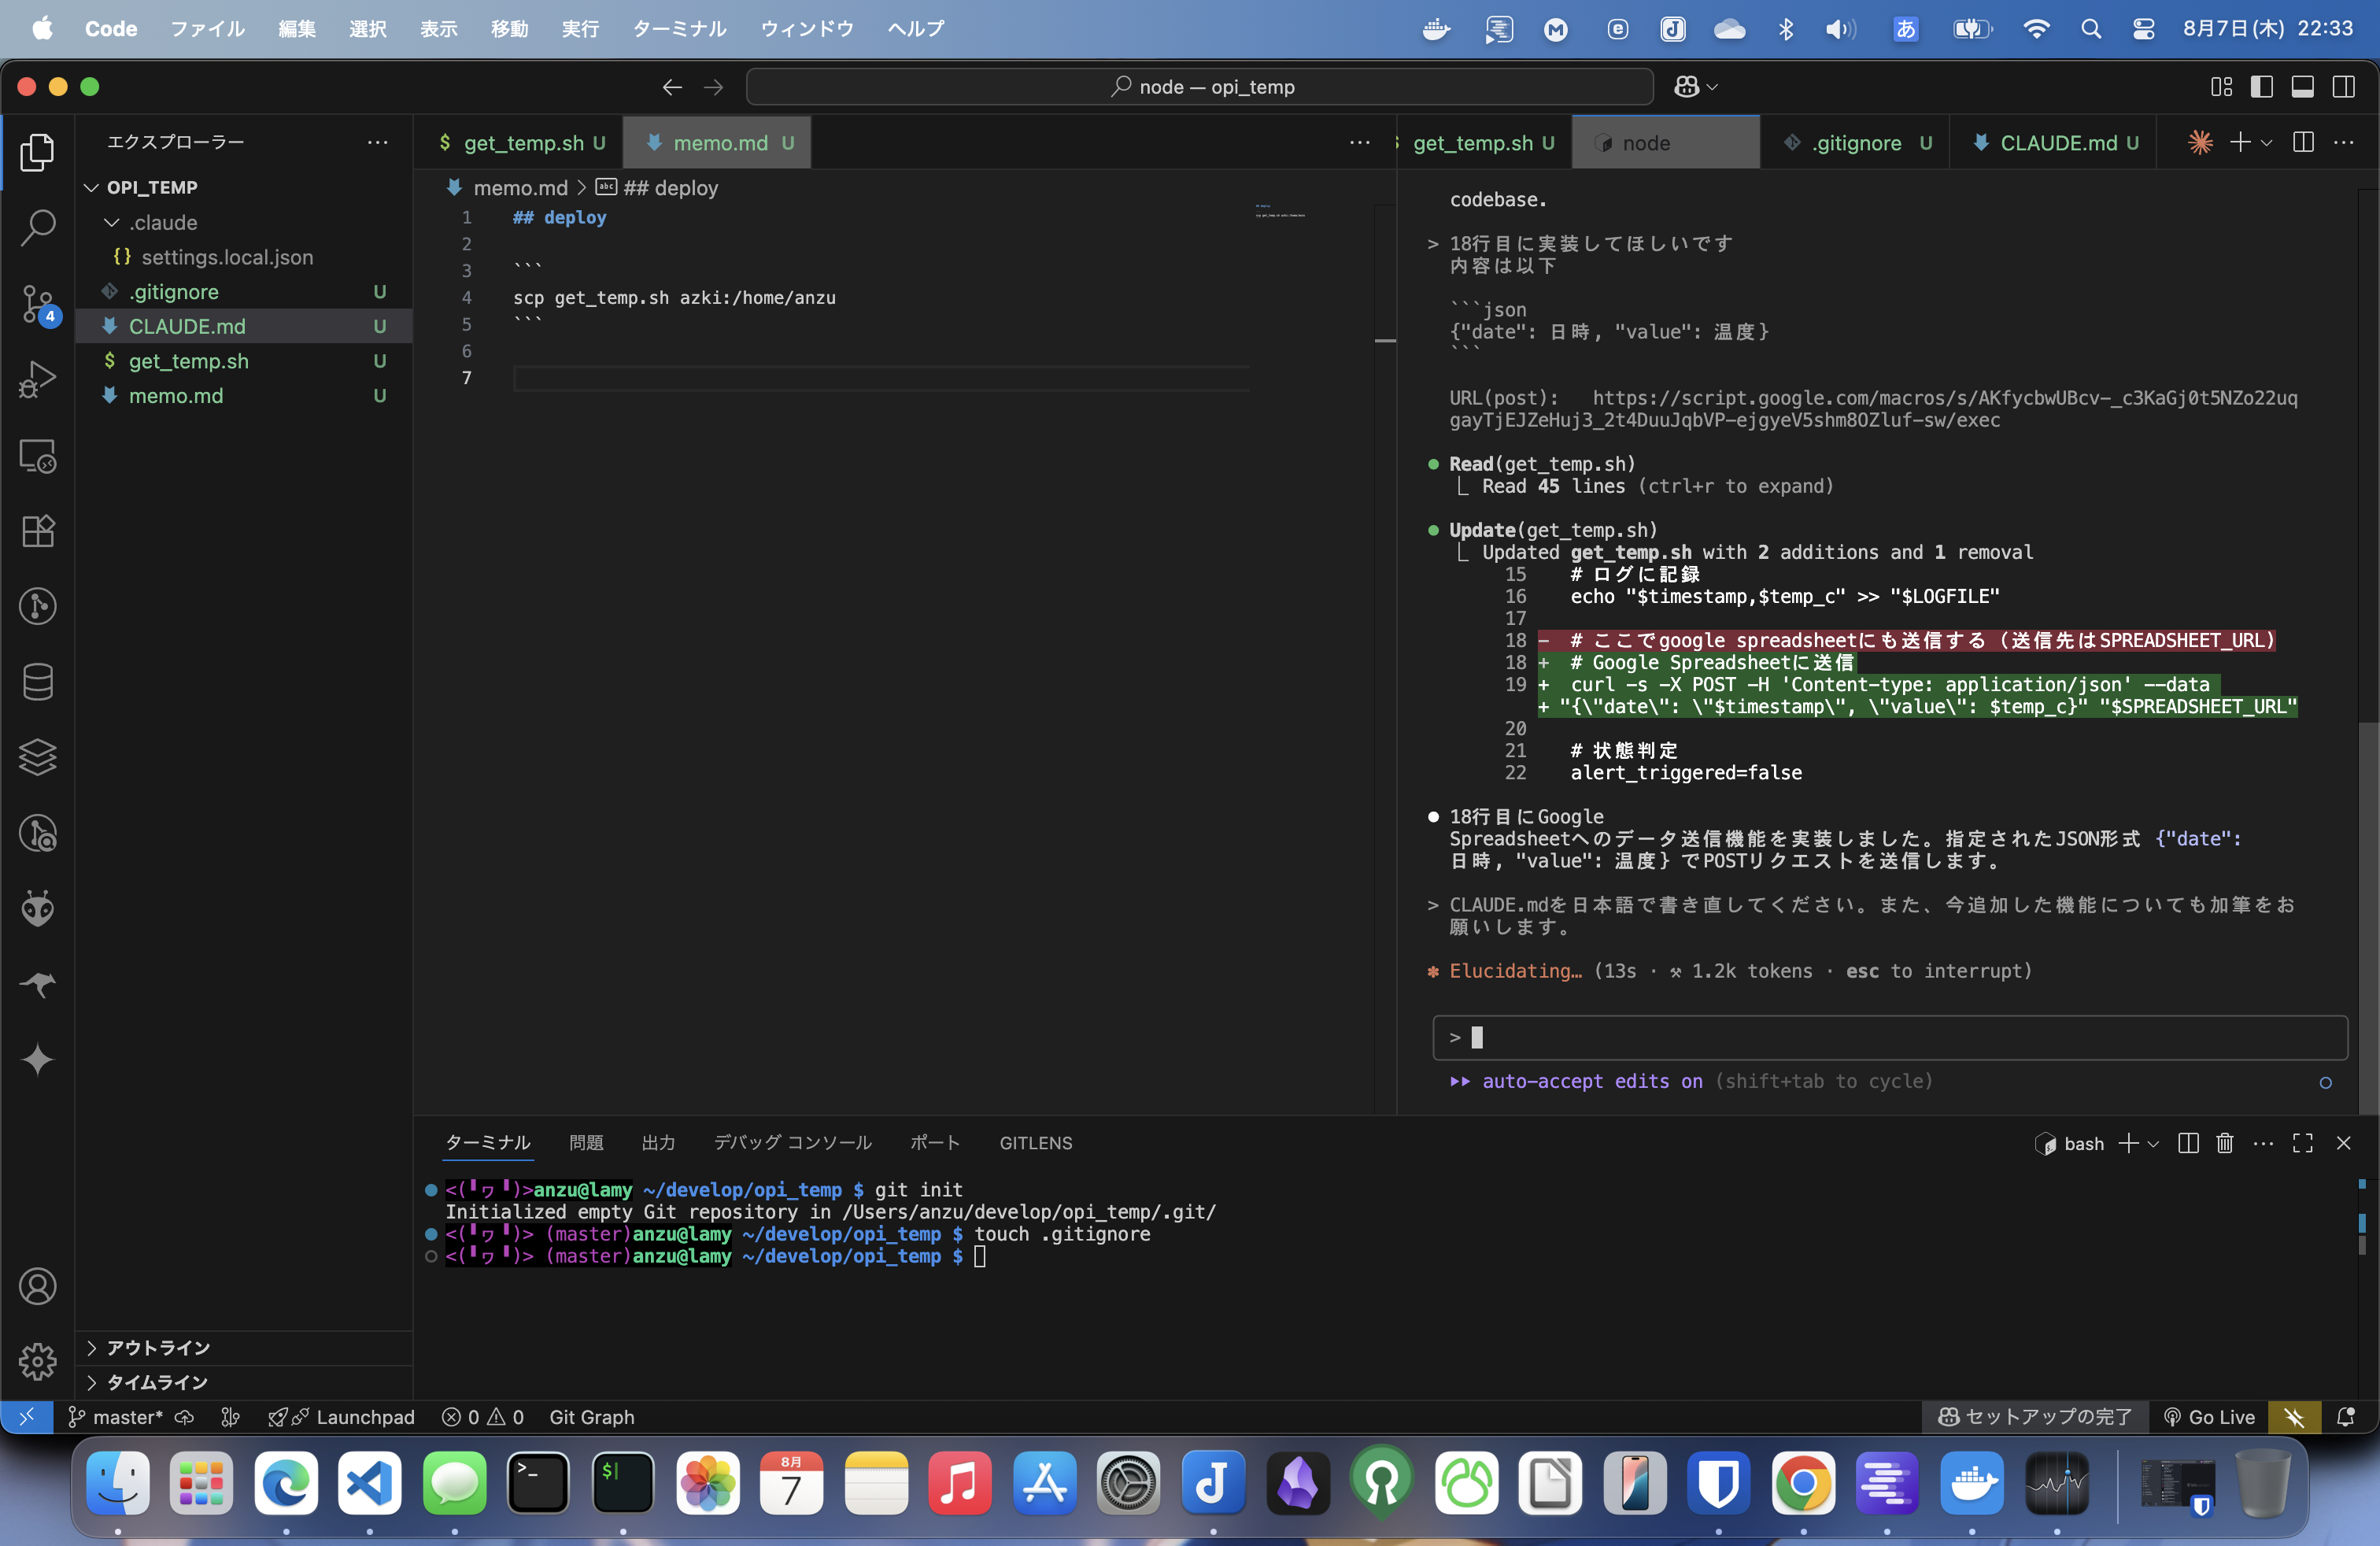 Code ファイル 編集 選択 表示 移動 実行 ターミナル ウィンドウ ヘルプ あ 8月7日(木) 22:33
node — opi_temp
エクスプローラー
OPI_TEMP
.claude
{} settings.local.json
.gitignore U
CLAUDE.md U
$ get_temp.sh U
memo.md U
アウトライン
タイムライン
4
$ get_temp.sh U memo.md U
memo.md > abc ## deploy
1 ## deploy
2
3 ```
4 scp get_temp.sh azki:/home/anzu
5 ```
6
7
get_temp.sh U node .gitignore U CLAUDE.md U
codebase.
> 18行目に実装してほしいです
内容は以下
```json
{"date": 日時, "value": 温度}
```
URL(post): https://script.google.com/macros/s/AKfycbwUBcv-_c3KaGj0t5NZo22uq
gayTjEJZeHuj3_2t4DuuJqbVP-ejgyeV5shm8OZluf-sw/exec
Read(get_temp.sh)
Read 45 lines (ctrl+r to expand)
Update(get_temp.sh)
Updated get_temp.sh with 2 additions and 1 removal
15 # ログに記録
16 echo "$timestamp,$temp_c" >> "$LOGFILE"
17
18 - # ここでgoogle spreadsheetにも送信する（送信先はSPREADSHEET_URL)
18 + # Google Spreadsheetに送信
19 + curl -s -X POST -H 'Content-type: application/json' --data
+ "{\"date\": \"$timestamp\", \"value\": $temp_c}" "$SPREADSHEET_URL"
20
21 # 状態判定
22 alert_triggered=false
18行目にGoogle
Spreadsheetへのデータ送信機能を実装しました。指定されたJSON形式 {"date":
日時, "value": 温度} でPOSTリクエストを送信します。
> CLAUDE.mdを日本語で書き直してください。また、今追加した機能についても加筆をお
願いします。
Elucidating… (13s · ⚒ 1.2k tokens · esc to interrupt)
>
auto-accept edits on (shift+tab to cycle)
ターミナル 問題 出力 デバッグ コンソール ポート GITLENS bash
<(╹ヮ╹)>anzu@lamy ~/develop/opi_temp $ git init
Initialized empty Git repository in /Users/anzu/develop/opi_temp/.git/
<(╹ヮ╹)> (master)anzu@lamy ~/develop/opi_temp $ touch .gitignore
<(╹ヮ╹)> (master)anzu@lamy ~/develop/opi_temp $
master* Launchpad 0 0 Git Graph セットアップの完了 Go Live
8月
7